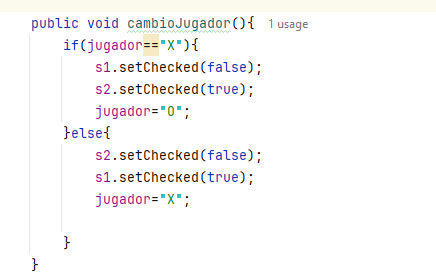 public void cambioJugador(){ 1 usage
    if(jugador=="X"){
        s1.setChecked(false);
        s2.setChecked(true);
        jugador="O";
    }else{
        s2.setChecked(false);
        s1.setChecked(true);
        jugador="X";
    }
}